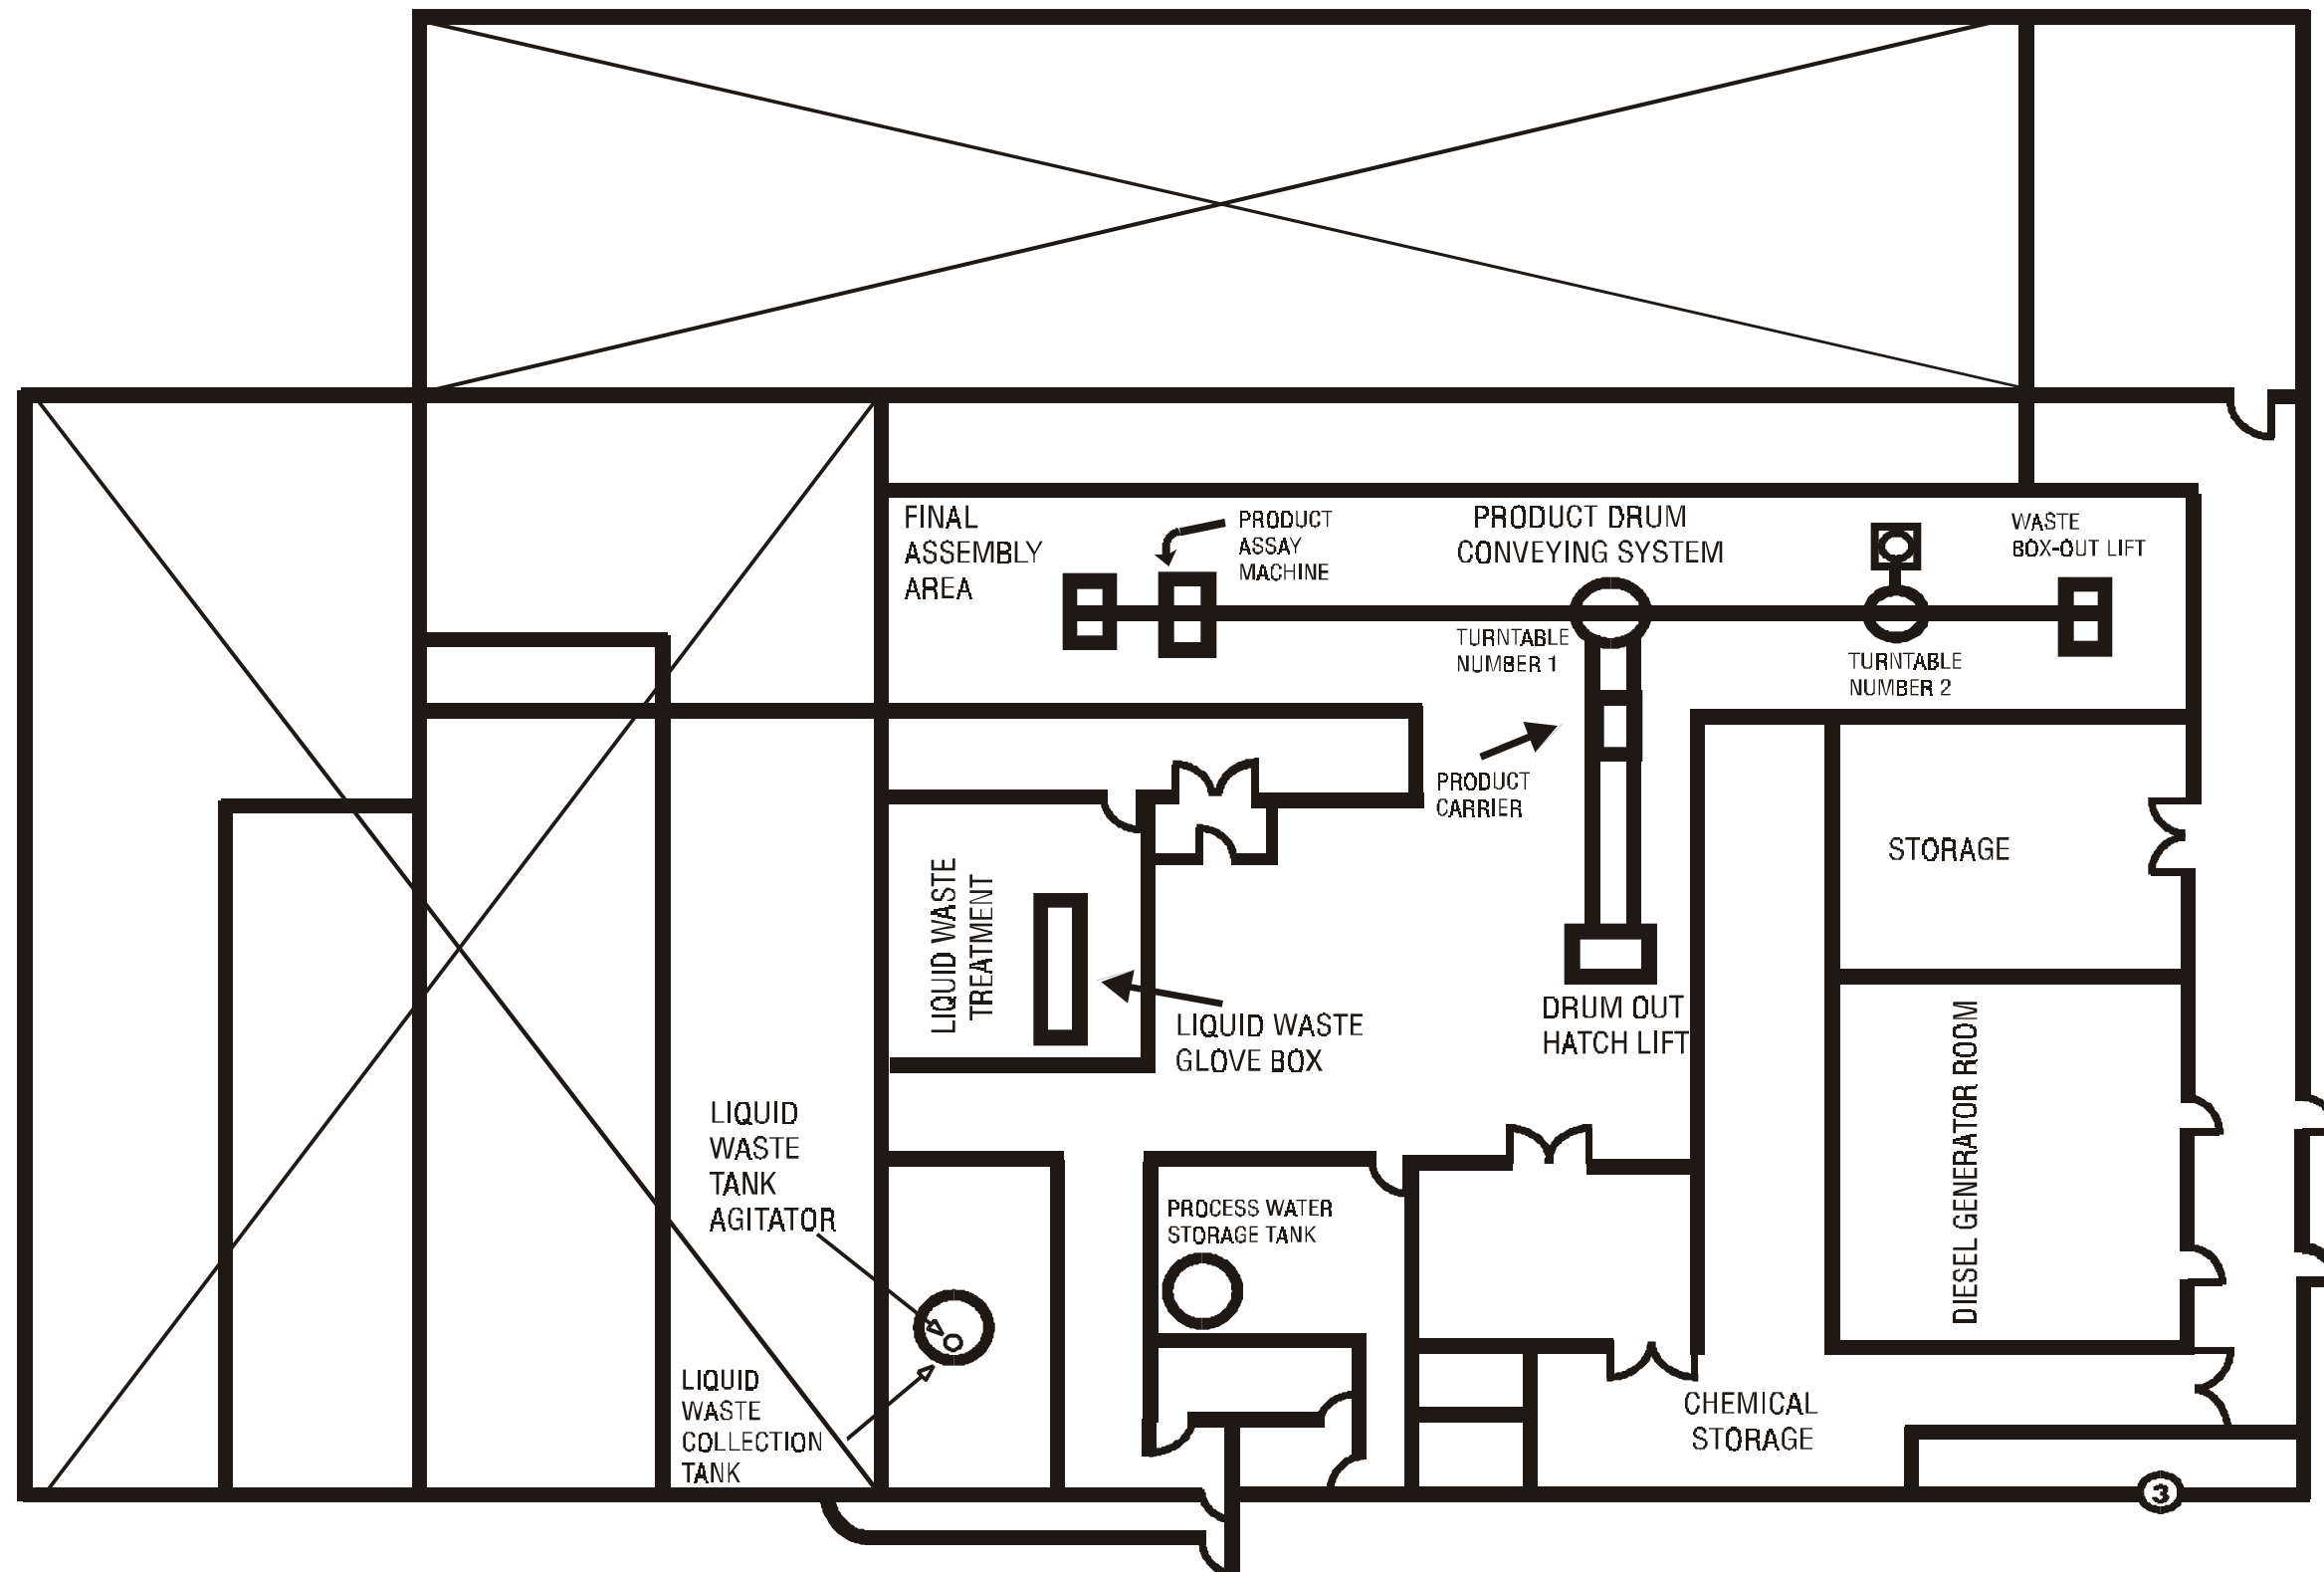 FINAL
ASSEMBLY
AREA
PRODUCT
ASSAY
MACHINE
PRODUCT DRUM
CONVEYING SYSTEM
WASTE
BOX-OUT LIFT
TURNTABLE
NUMBER 1
TURNTABLE
NUMBER 2
PRODUCT
CARRIER
STORAGE
LIQUID WASTE
TREATMENT
LIQUID WASTE
GLOVE BOX
DRUM OUT
HATCH LIFT
DIESEL GENERATOR ROOM
LIQUID
WASTE
TANK
AGITATOR
PROCESS WATER
STORAGE TANK
LIQUID
WASTE
COLLECTION
TANK
CHEMICAL
STORAGE
3